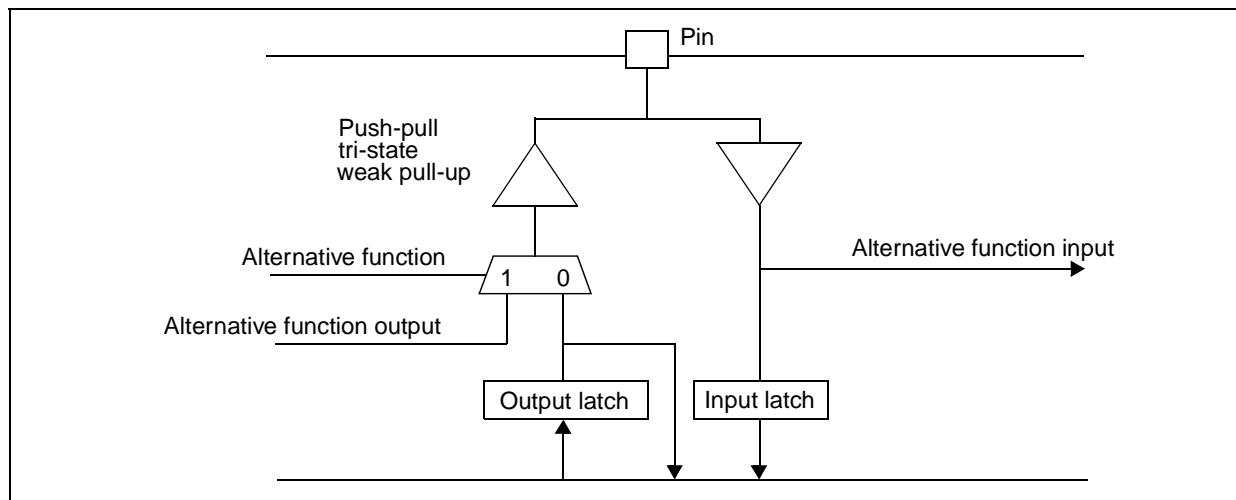 Pin
Push-pull
tri-state
weak pull-up
Alternative function
Alternative function input
1 0
Alternative function output
Output latch
Input latch